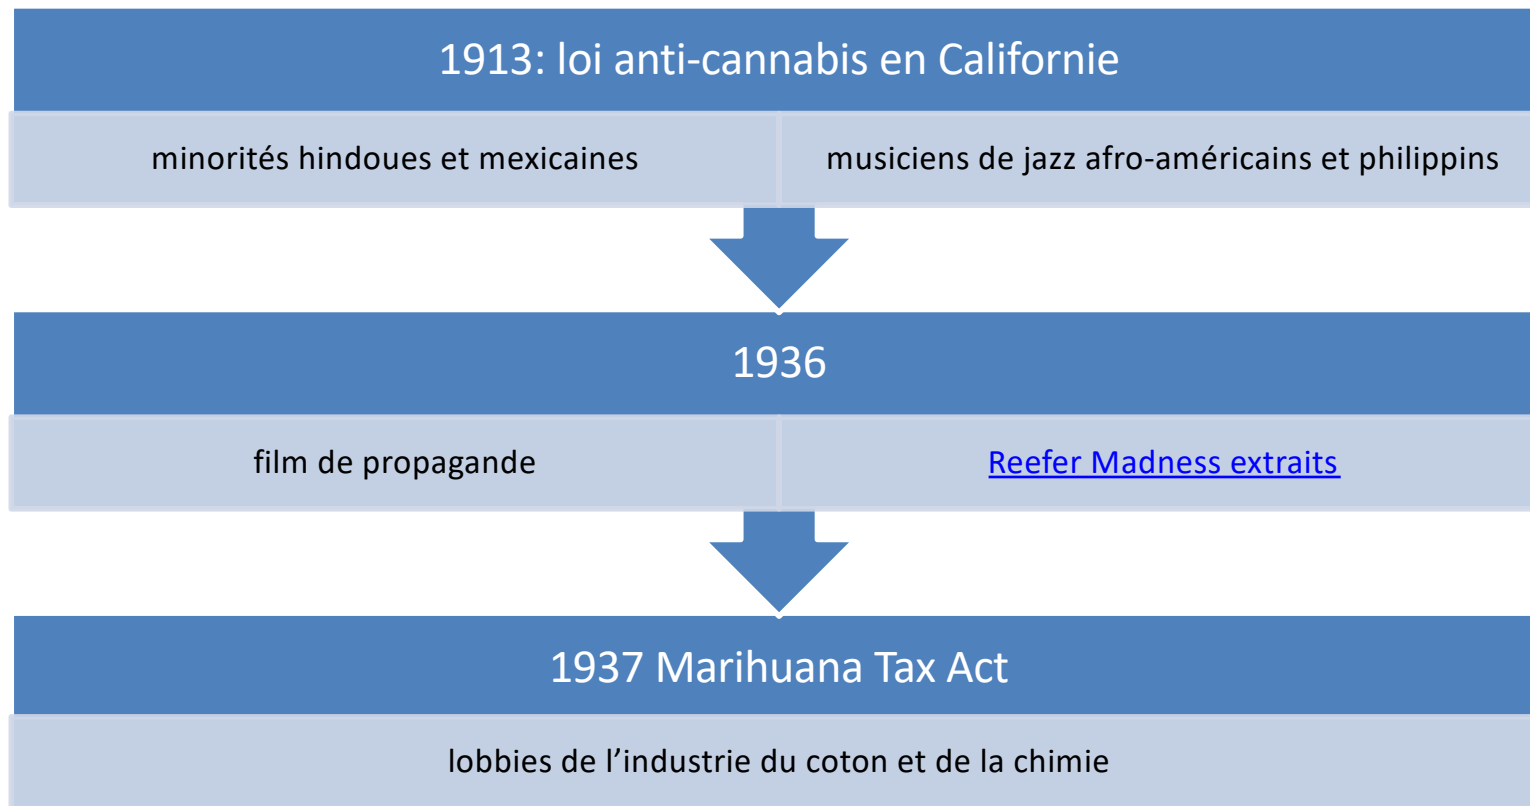 1913: loi anti-cannabis en Californie
minorités hindoues et mexicaines
musiciens de jazz afro-américains et philippins
1936
film de propagande
Reefer Madness extraits
1937 Marihuana Tax Act
lobbies de l’industrie du coton et de la chimie